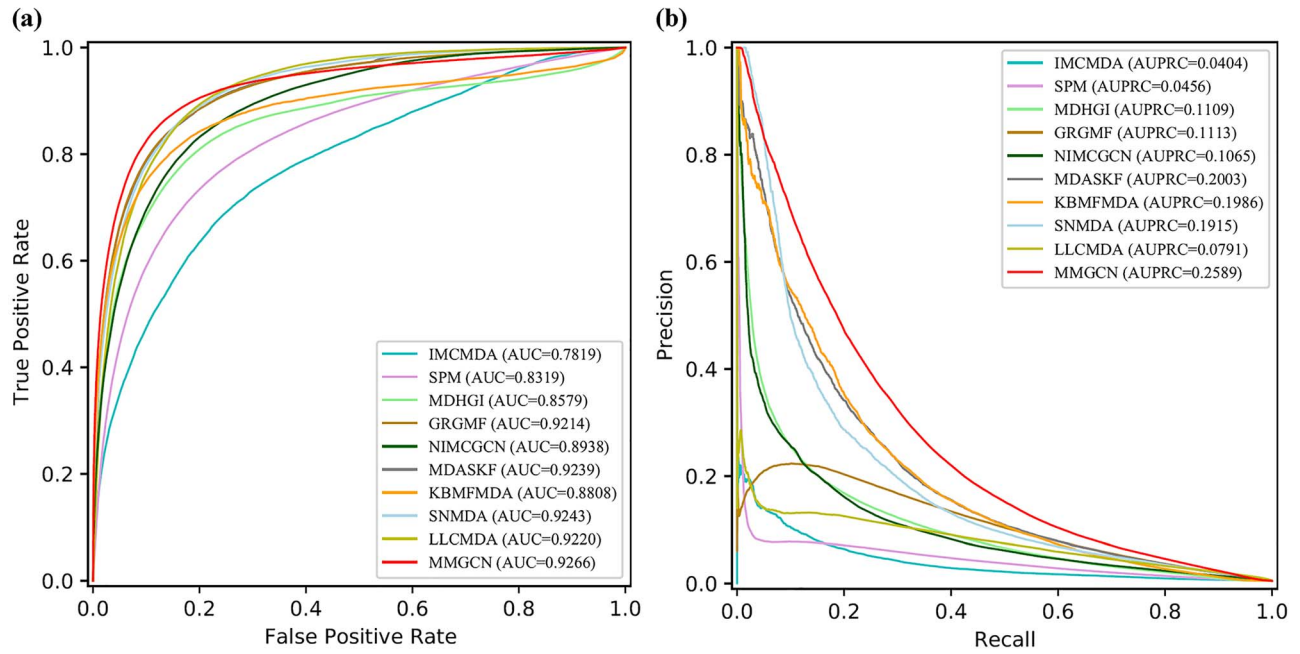 (a)
1.0
0.8
0.6
0.4
0.2
0.0
True Positive Rate
IMCMDA (AUC=0.7819)
SPM (AUC=0.8319)
MDHGI (AUC=0.8579)
GRGMF (AUC=0.9214)
NIMCGCN (AUC=0.8938)
MDASKF (AUC=0.9239)
KBMFMDA (AUC=0.8808)
SNMDA (AUC=0.9243)
LLCMDA (AUC=0.9220)
MMGCN (AUC=0.9266)
0.0 0.2 0.4 0.6 0.8 1.0
False Positive Rate
(b)
1.0
0.8
0.6
0.4
0.2
0.0
Precision
IMCMDA (AUPRC=0.0404)
SPM (AUPRC=0.0456)
MDHGI (AUPRC=0.1109)
GRGMF (AUPRC=0.1113)
NIMCGCN (AUPRC=0.1065)
MDASKF (AUPRC=0.2003)
KBMFMDA (AUPRC=0.1986)
SNMDA (AUPRC=0.1915)
LLCMDA (AUPRC=0.0791)
MMGCN (AUPRC=0.2589)
0.0 0.2 0.4 0.6 0.8 1.0
Recall